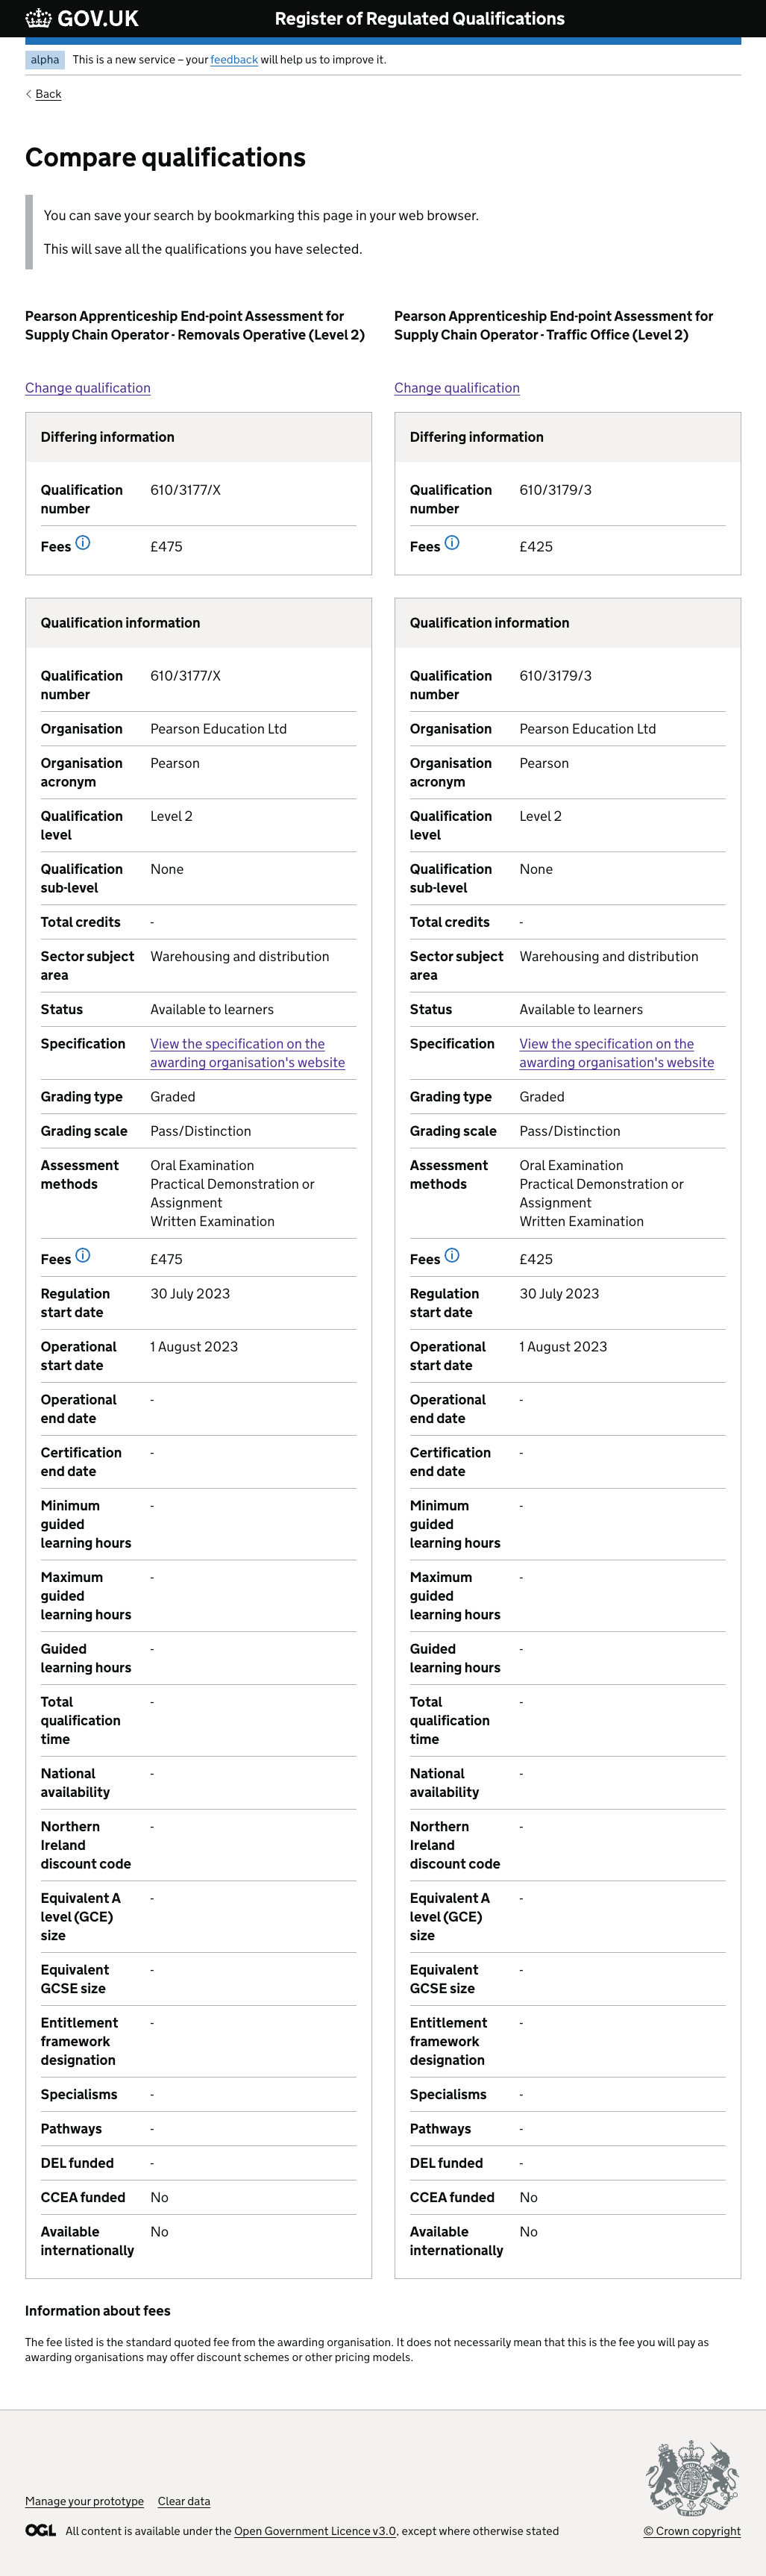 GOV.UK
Register of Regulated Qualifications
alpha This is a new service – your feedback will help us to improve it.
Back
Compare qualifications
You can save your search by bookmarking this page in your web browser.
This will save all the qualifications you have selected.
Pearson Apprenticeship End-point Assessment for
Supply Chain Operator - Removals Operative (Level 2)
Change qualification
Differing information
Qualification 610/3177/X
number
Fees £475
Qualification information
Qualification 610/3177/X
number
Organisation Pearson Education Ltd
Organisation Pearson
acronym
Qualification Level 2
level
Qualification None
sub-level
Total credits -
Sector subject Warehousing and distribution
area
Status Available to learners
Specification View the specification on the
awarding organisation's website
Grading type Graded
Grading scale Pass/Distinction
Assessment Oral Examination
methods Practical Demonstration or
Assignment
Written Examination
Fees £475
Regulation 30 July 2023
start date
Operational 1 August 2023
start date
Operational -
end date
Certification -
end date
Minimum -
guided
learning hours
Maximum -
guided
learning hours
Guided -
learning hours
Total -
qualification
time
National -
availability
Northern -
Ireland
discount code
Equivalent A -
level (GCE)
size
Equivalent -
GCSE size
Entitlement -
framework
designation
Specialisms -
Pathways -
DEL funded -
CCEA funded No
Available No
internationally
Pearson Apprenticeship End-point Assessment for
Supply Chain Operator - Traffic Office (Level 2)
Change qualification
Differing information
Qualification 610/3179/3
number
Fees £425
Qualification information
Qualification 610/3179/3
number
Organisation Pearson Education Ltd
Organisation Pearson
acronym
Qualification Level 2
level
Qualification None
sub-level
Total credits -
Sector subject Warehousing and distribution
area
Status Available to learners
Specification View the specification on the
awarding organisation's website
Grading type Graded
Grading scale Pass/Distinction
Assessment Oral Examination
methods Practical Demonstration or
Assignment
Written Examination
Fees £425
Regulation 30 July 2023
start date
Operational 1 August 2023
start date
Operational -
end date
Certification -
end date
Minimum -
guided
learning hours
Maximum -
guided
learning hours
Guided -
learning hours
Total -
qualification
time
National -
availability
Northern -
Ireland
discount code
Equivalent A -
level (GCE)
size
Equivalent -
GCSE size
Entitlement -
framework
designation
Specialisms -
Pathways -
DEL funded -
CCEA funded No
Available No
internationally
Information about fees
The fee listed is the standard quoted fee from the awarding organisation. It does not necessarily mean that this is the fee you will pay as
awarding organisations may offer discount schemes or other pricing models.
Manage your prototype Clear data
OGL All content is available under the Open Government Licence v3.0, except where otherwise stated
© Crown copyright